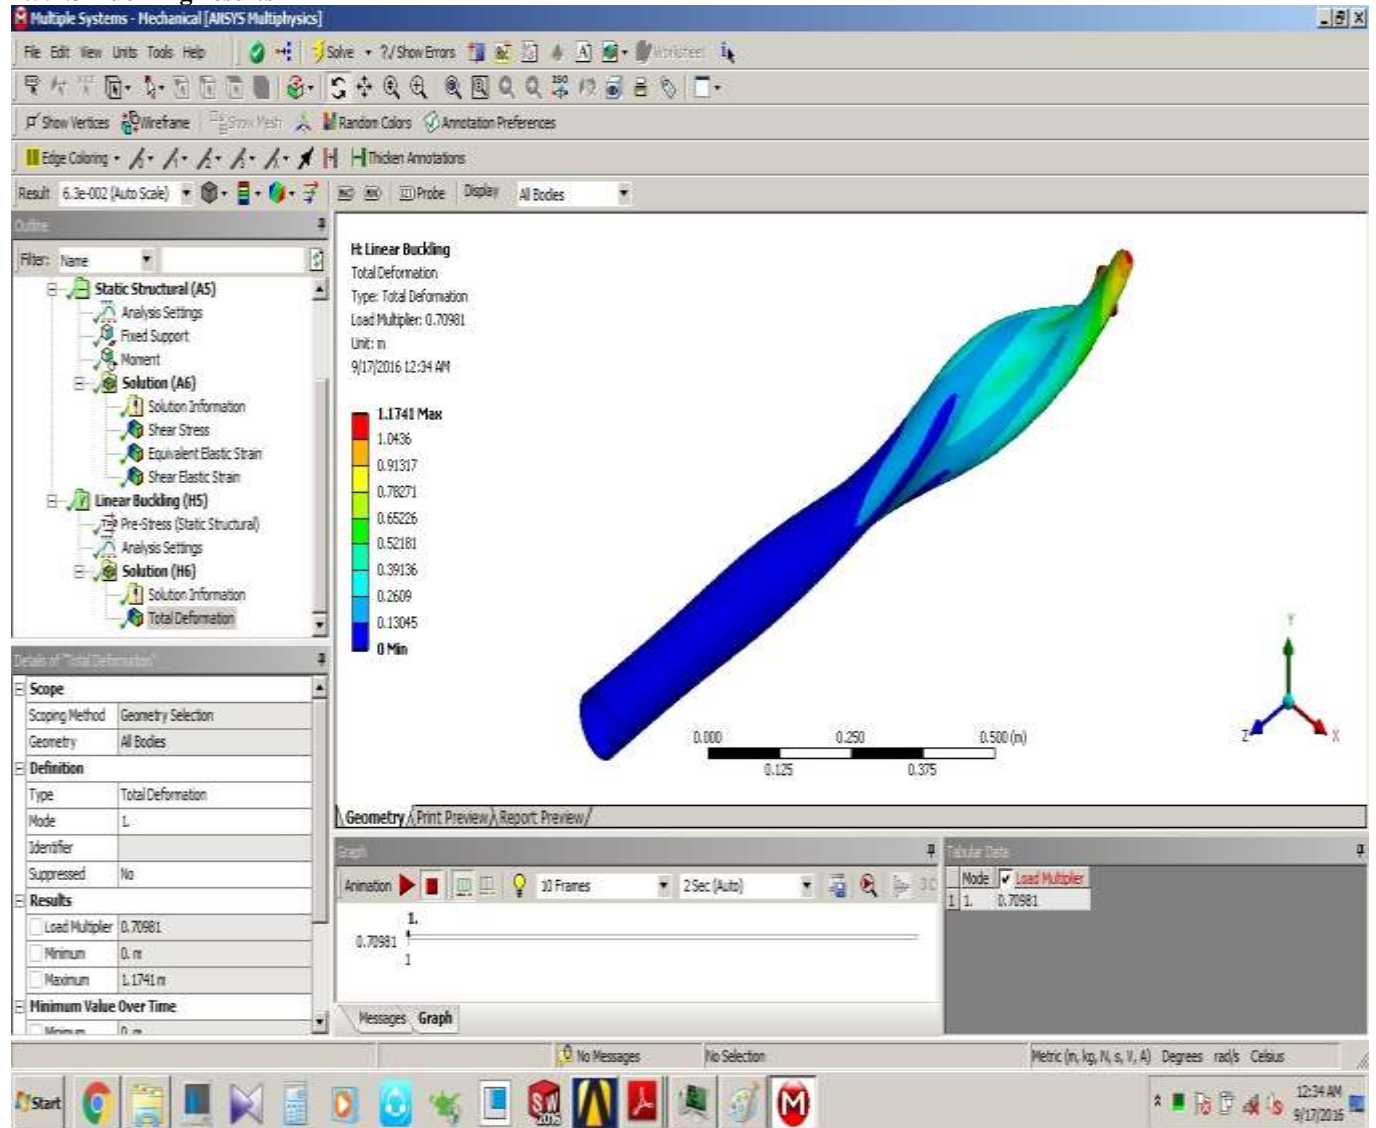 Multiple Systems - Mechanical [ANSYS Multiphysics]
File Edit View Units Tools Help Solve ?/Show Errors Worksheet
Show Vertices Wireframe Show Mesh Random Colors Annotation Preferences
Edge Coloring Thicken Annotations
Result 6.3e-002 (Auto Scale) Probe Display All Bodies
Outline
Filter: Name
Static Structural (A5)
Analysis Settings
Fixed Support
Moment
Solution (A6)
Solution Information
Shear Stress
Equivalent Elastic Strain
Shear Elastic Strain
Linear Buckling (H5)
Pre-Stress (Static Structural)
Analysis Settings
Solution (H6)
Solution Information
Total Deformation
Details of "Total Deformation"
Scope
Scoping Method Geometry Selection
Geometry All Bodies
Definition
Type Total Deformation
Mode 1.
Identifier
Suppressed No
Results
Load Multiplier 0.70981
Minimum 0. m
Maximum 1.1741 m
Minimum Value Over Time
Minimum 0. m
H: Linear Buckling
Total Deformation
Type: Total Deformation
Load Multiplier: 0.70981
Unit: m
9/17/2016 12:34 AM
1.1741 Max
1.0436
0.91317
0.78271
0.65226
0.52181
0.39136
0.2609
0.13045
0 Min
0.000 0.250 0.500 (m)
0.125 0.375
Y
Z X
Geometry Print Preview Report Preview
Graph
Animation 10 Frames 2 Sec (Auto) 3D
1.
0.70981
1
Messages Graph
Tabular Data
Mode Load Multiplier
1 1. 0.70981
No Messages No Selection Metric (m, kg, N, s, V, A) Degrees rad/s Celsius
Start
SW
2016
12:34 AM
9/17/2016